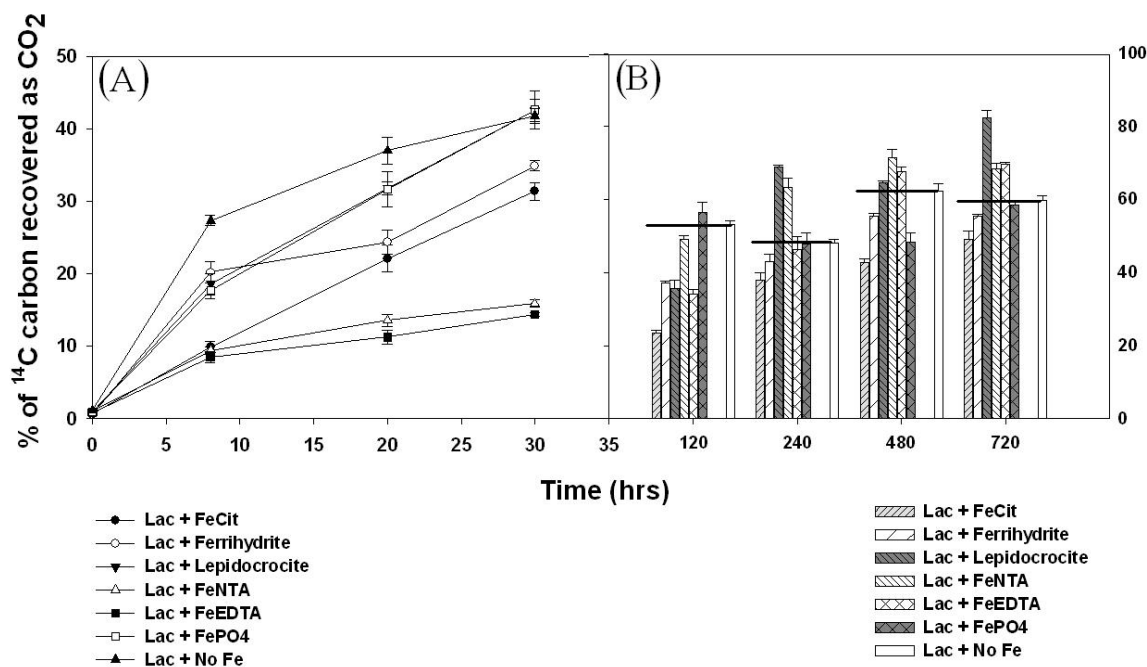 % of ¹⁴C carbon recovered as CO₂
50
40
30
20
10
0
(A)
0 5 10 15 20 25 30 35
(B)
100
80
60
40
20
0
120 240 480 720
Time (hrs)
Lac + FeCit
Lac + Ferrihydrite
Lac + Lepidocrocite
Lac + FeNTA
Lac + FeEDTA
Lac + FePO4
Lac + No Fe
Lac + FeCit
Lac + Ferrihydrite
Lac + Lepidocrocite
Lac + FeNTA
Lac + FeEDTA
Lac + FePO4
Lac + No Fe